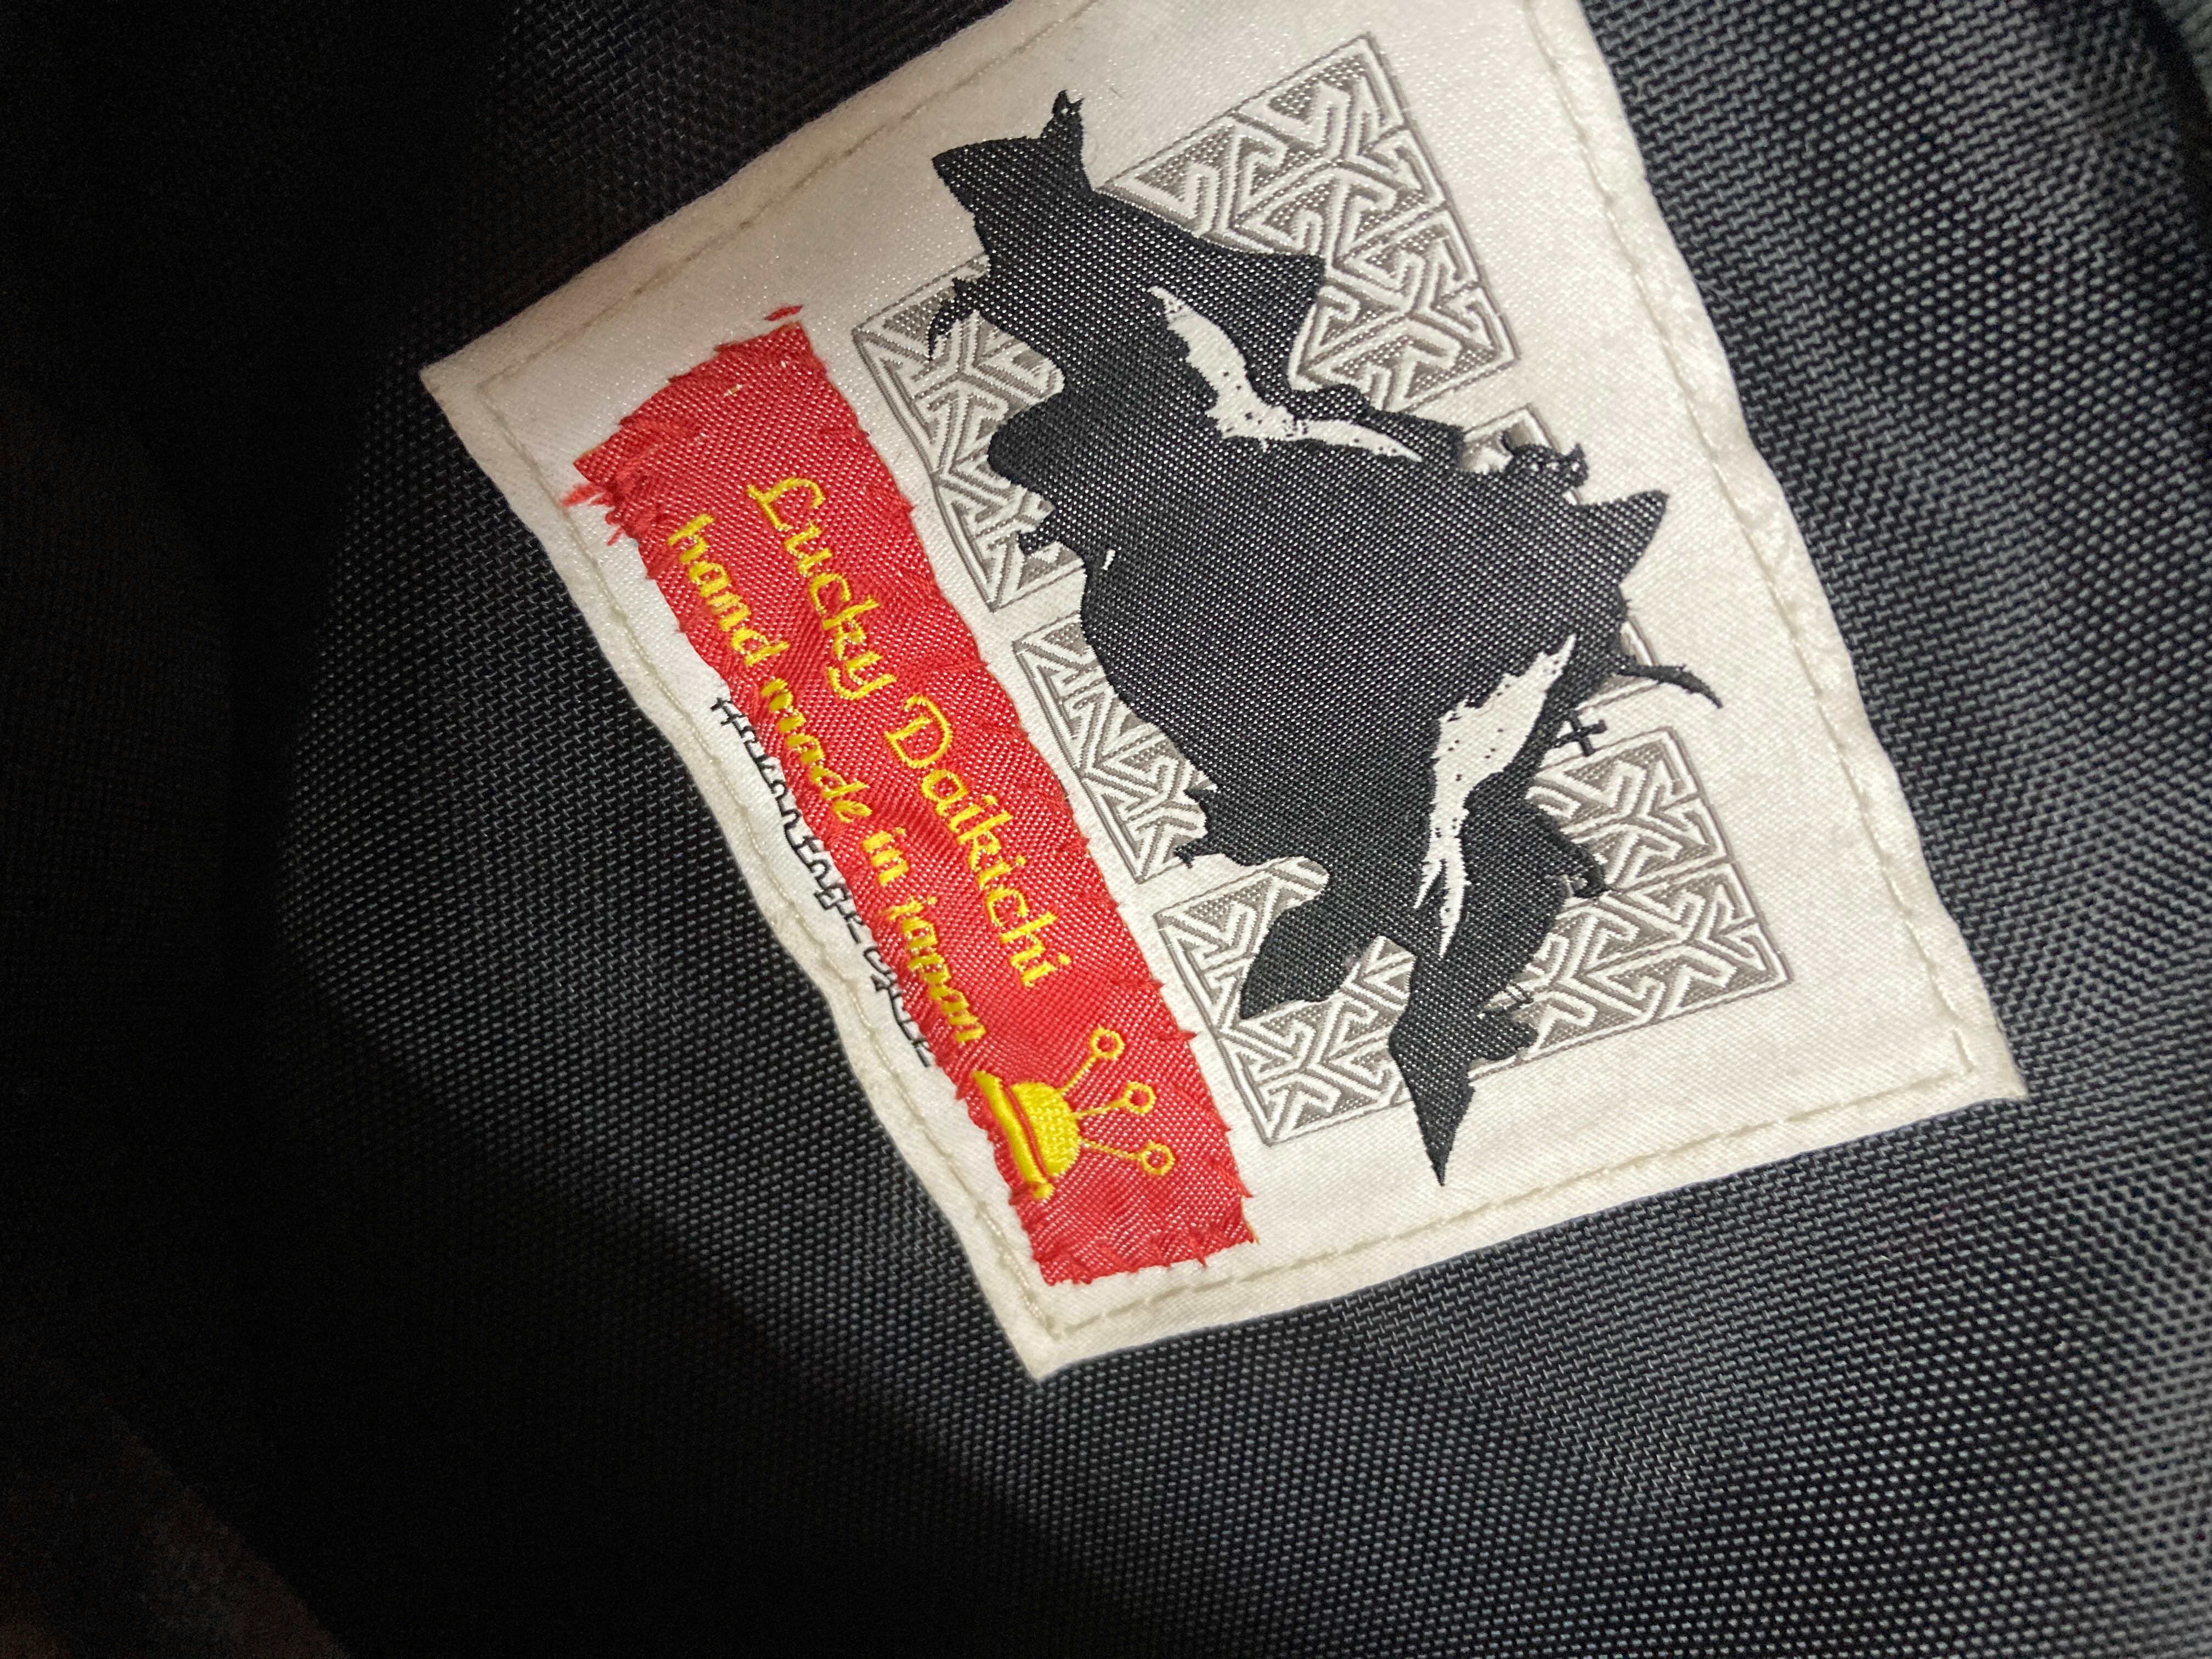 Lucky Daikichi
hand made in japan